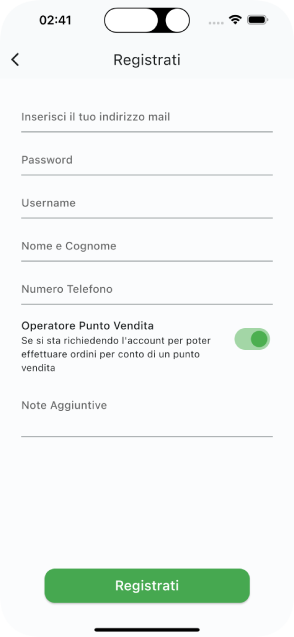 02:41
Registrati
Inserisci il tuo indirizzo mail
Password
Username
Nome e Cognome
Numero Telefono
Operatore Punto Vendita
Se si sta richiedendo l'account per poter
effettuare ordini per conto di un punto
vendita
Note Aggiuntive
Registrati